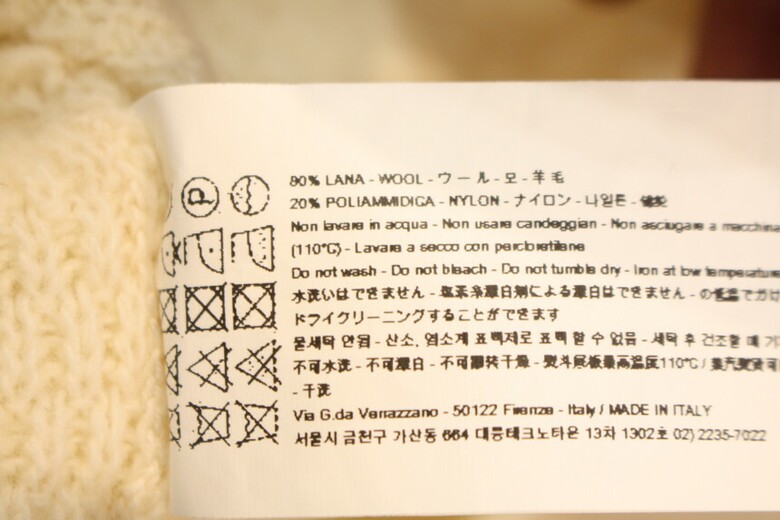 80% LANA - WOOL - ウール - 모 - 羊毛
20% POLIAMMIDIGA - NYLON - ナイロン - 나일론 -
Non lavare in acqua - Non usare candeggian - Non asciugare a macchina
(110°C) - Lavare a secco con percloretilene
Do not wash - Do not bleach - Do not tumble dry - Iron at low temperature
水洗いはできません - 塩素系漂白剤による漂白はできません - の低温でがけ
ドライクリーニングすることができます
물세탁 안됨 - 산소, 염소계 표백제로 표백 할 수 없음 - 세탁 후 건조할 때 기
不可水洗 - 不可漂白 - 不可翻转干燥 - 熨斗底板最高温度110°C /
- 干洗
Via G.da Verrazzano - 50122 Firenze - Italy / MADE IN ITALY
서울시 금천구 가산동 664 대륭테크노타운 13차 1302호 02) 2235-7022
P